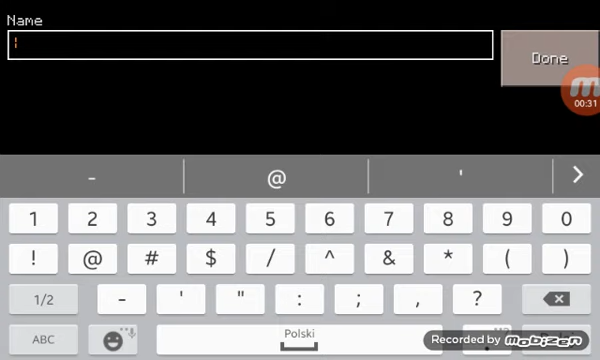 Name
Done
00:31
- @ '
1 2 3 4 5 6 7 8 9 0
! @ # $ / ^ & * ( )
1/2 - ' " : ; , ?
ABC Polski
Recorded by mobizen